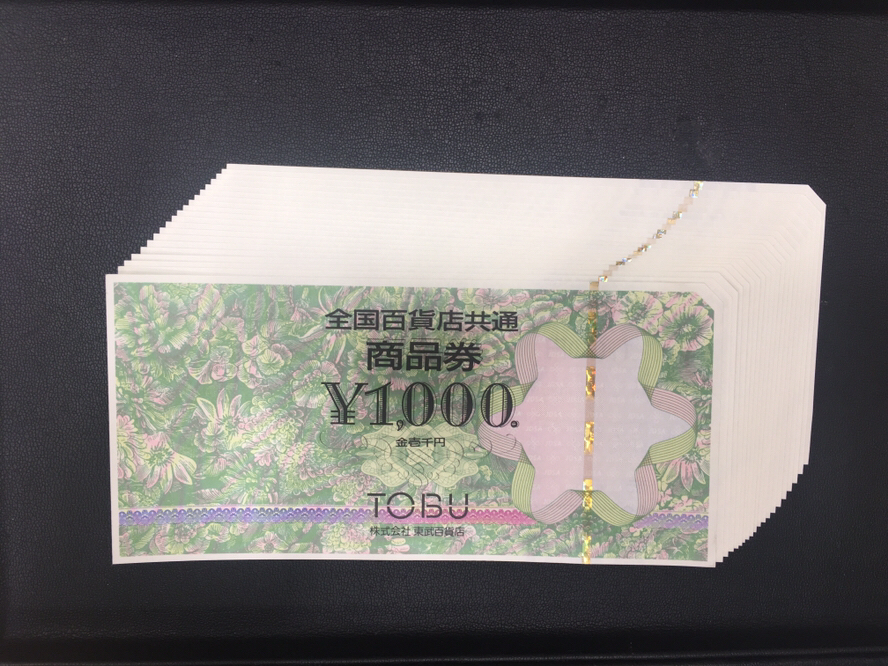 全国百貨店共通
商品券
¥1,000.
金壱千円
TOBU
株式会社 東武百貨店